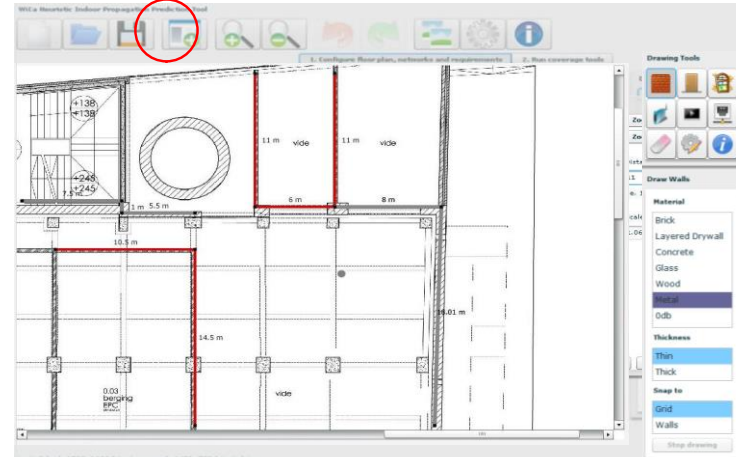 WiCa Heuristic Indoor Propagation Prediction Tool
1. Configure floor plan, networks and requirements
2. Run coverage tools
Drawing Tools
+138
+138
+245
+245
7.5 m
11 m
vide
11 m
vide
1 m
5.5 m
6 m
8 m
10.5 m
14.5 m
0.03
berging
EPC
vide
Draw Walls
Material
Brick
Layered Drywall
Concrete
Glass
Wood
Metal
0db
Thickness
Thin
Thick
Snap to
Grid
Walls
Stop drawing